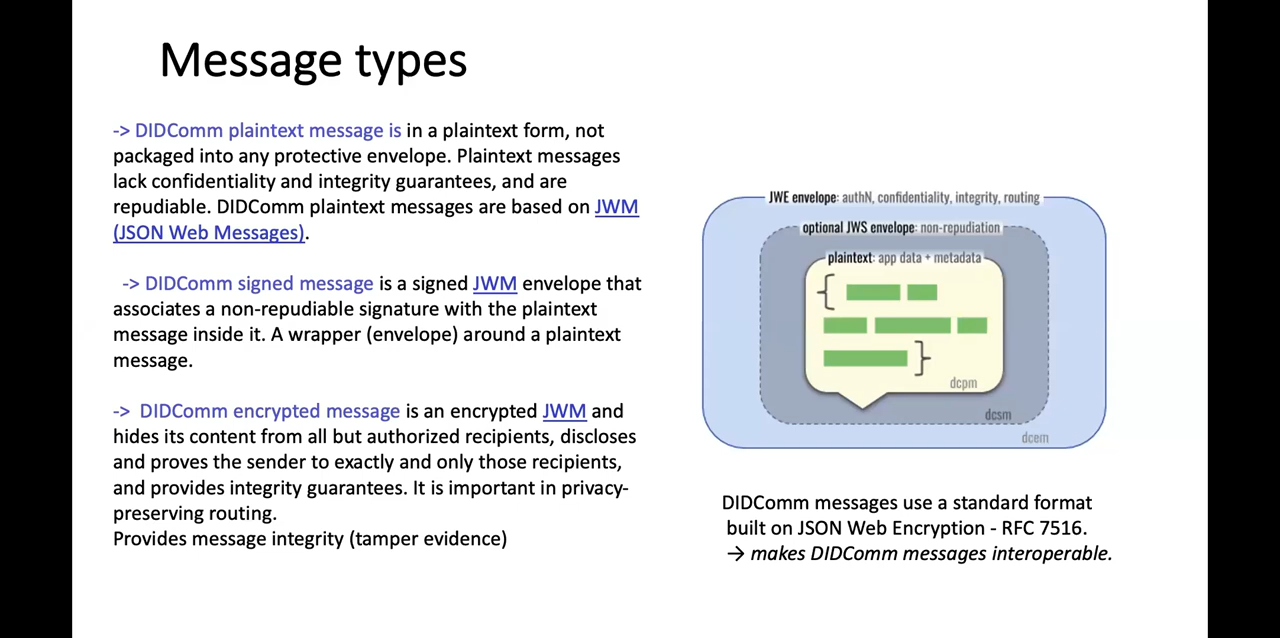 Message types
-> DIDComm plaintext message is in a plaintext form, not
packaged into any protective envelope. Plaintext messages
lack confidentiality and integrity guarantees, and are
repudiable. DIDComm plaintext messages are based on JWM
(JSON Web Messages).
-> DIDComm signed message is a signed JWM envelope that
associates a non-repudiable signature with the plaintext
message inside it. A wrapper (envelope) around a plaintext
message.
-> DIDComm encrypted message is an encrypted JWM and
hides its content from all but authorized recipients, discloses
and proves the sender to exactly and only those recipients,
and provides integrity guarantees. It is important in privacy-
preserving routing.
Provides message integrity (tamper evidence)
JWE envelope: authN, confidentiality, integrity, routing
optional JWS envelope: non-repudiation
plaintext: app data + metadata
{
}
dcpm
dcsm
dcem
DIDComm messages use a standard format
built on JSON Web Encryption - RFC 7516.
→ makes DIDComm messages interoperable.